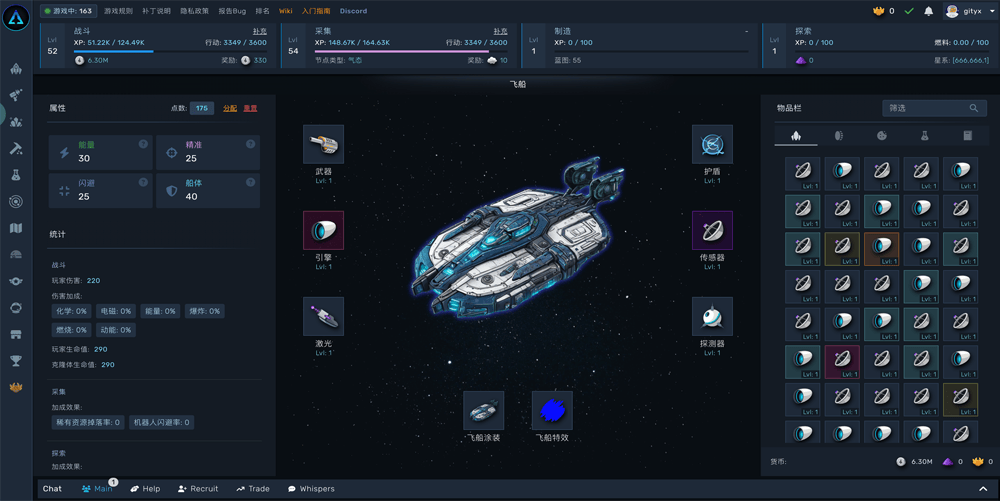 游戏中: 163 游戏规则 补丁说明 隐私政策 报告Bug 排名 Wiki 入门指南 Discord 0 gityx
Lvl 52 战斗 补充
XP: 51.22K / 124.49K 行动: 3349 / 3600
6.30M 奖励: 330
Lvl 54 采集 补充
XP: 148.67K / 164.63K 行动: 3349 / 3600
节点类型: 气态 奖励: 10
Lvl 1 制造 -
XP: 0 / 100
蓝图: 55
Lvl 1 探索
XP: 0 / 100 燃料: 0.00 / 100
0 星系: [666,666,1]
飞船
属性 点数: 175 分配 重置
能量 ? 30
精准 ? 25
闪避 ? 25
船体 ? 40
统计
战斗
玩家伤害: 220
伤害加成:
化学: 0% 电磁: 0% 能量: 0% 爆炸: 0%
燃烧: 0% 动能: 0%
玩家生命值: 290
克隆体生命值: 290
采集
加成效果:
稀有资源掉落率: 0 机器人闪避率: 0
探索
加成效果:
武器
Lvl: 1
引擎
Lvl: 1
激光
Lvl: 1
护盾
Lvl: 1
传感器
Lvl: 1
探测器
Lvl: 1
飞船涂装 飞船特效
物品栏 筛选
Lvl: 1 Lvl: 1 Lvl: 1 Lvl: 1 Lvl: 1
Lvl: 1 Lvl: 1 Lvl: 1 Lvl: 1 Lvl: 1
Lvl: 1 Lvl: 1 Lvl: 1 Lvl: 1 Lvl: 1
Lvl: 1 Lvl: 1 Lvl: 1 Lvl: 1 Lvl: 1
Lvl: 1 Lvl: 1 Lvl: 1 Lvl: 1 Lvl: 1
Lvl: 1 Lvl: 1 Lvl: 1 Lvl: 1 Lvl: 1
Lvl: 1 Lvl: 1 Lvl: 1 Lvl: 1 Lvl: 1
货币: 6.30M 0 0
Chat Main 1 Help Recruit Trade Whispers